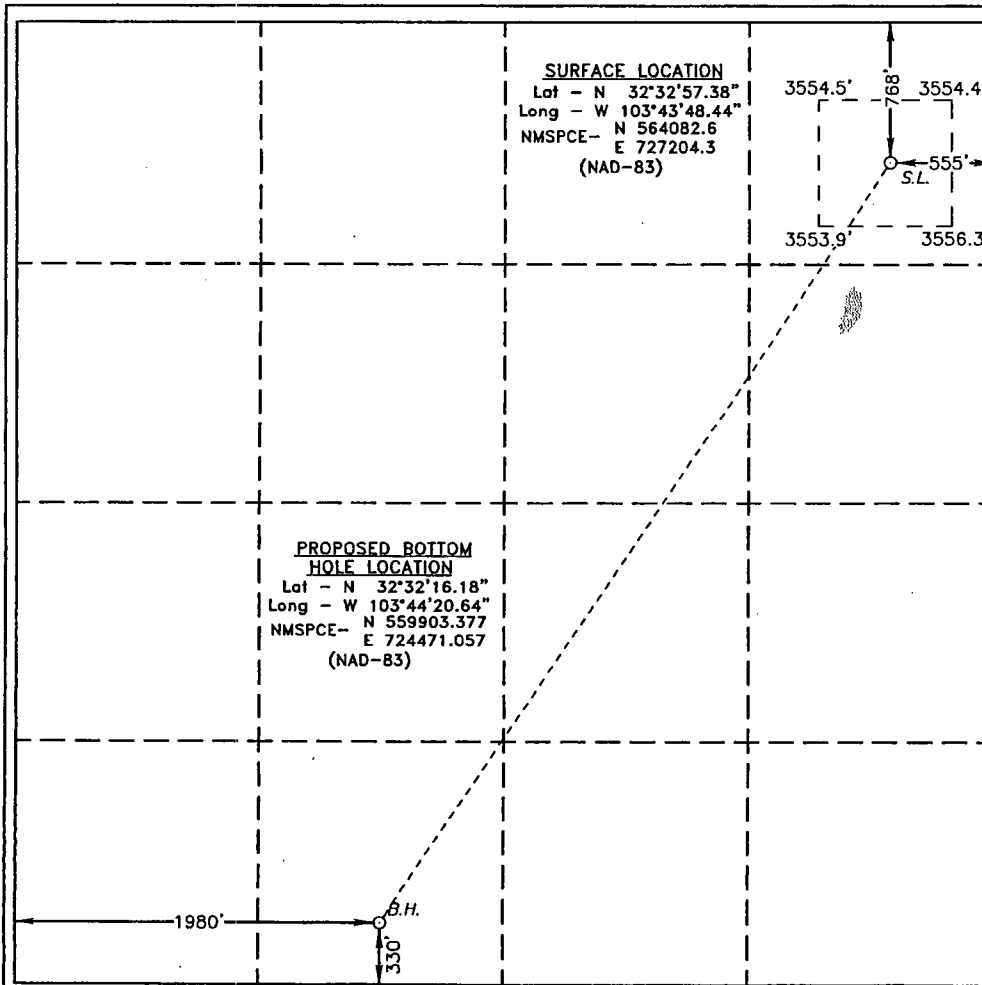 SURFACE LOCATION
Lat - N 32°32'57.38"
Long - W 103°43'48.44"
NMSPCE- N 564082.6
E 727204.3
(NAD-83)
768'
3554.5'
3554.4
555'
S.L.
3553.9'
3556.3
PROPOSED BOTTOM
HOLE LOCATION
Lat - N 32°32'16.18"
Long - W 103°44'20.64"
NMSPCE- N 559903.377
E 724471.057
(NAD-83)
B.H.
1980'
330'